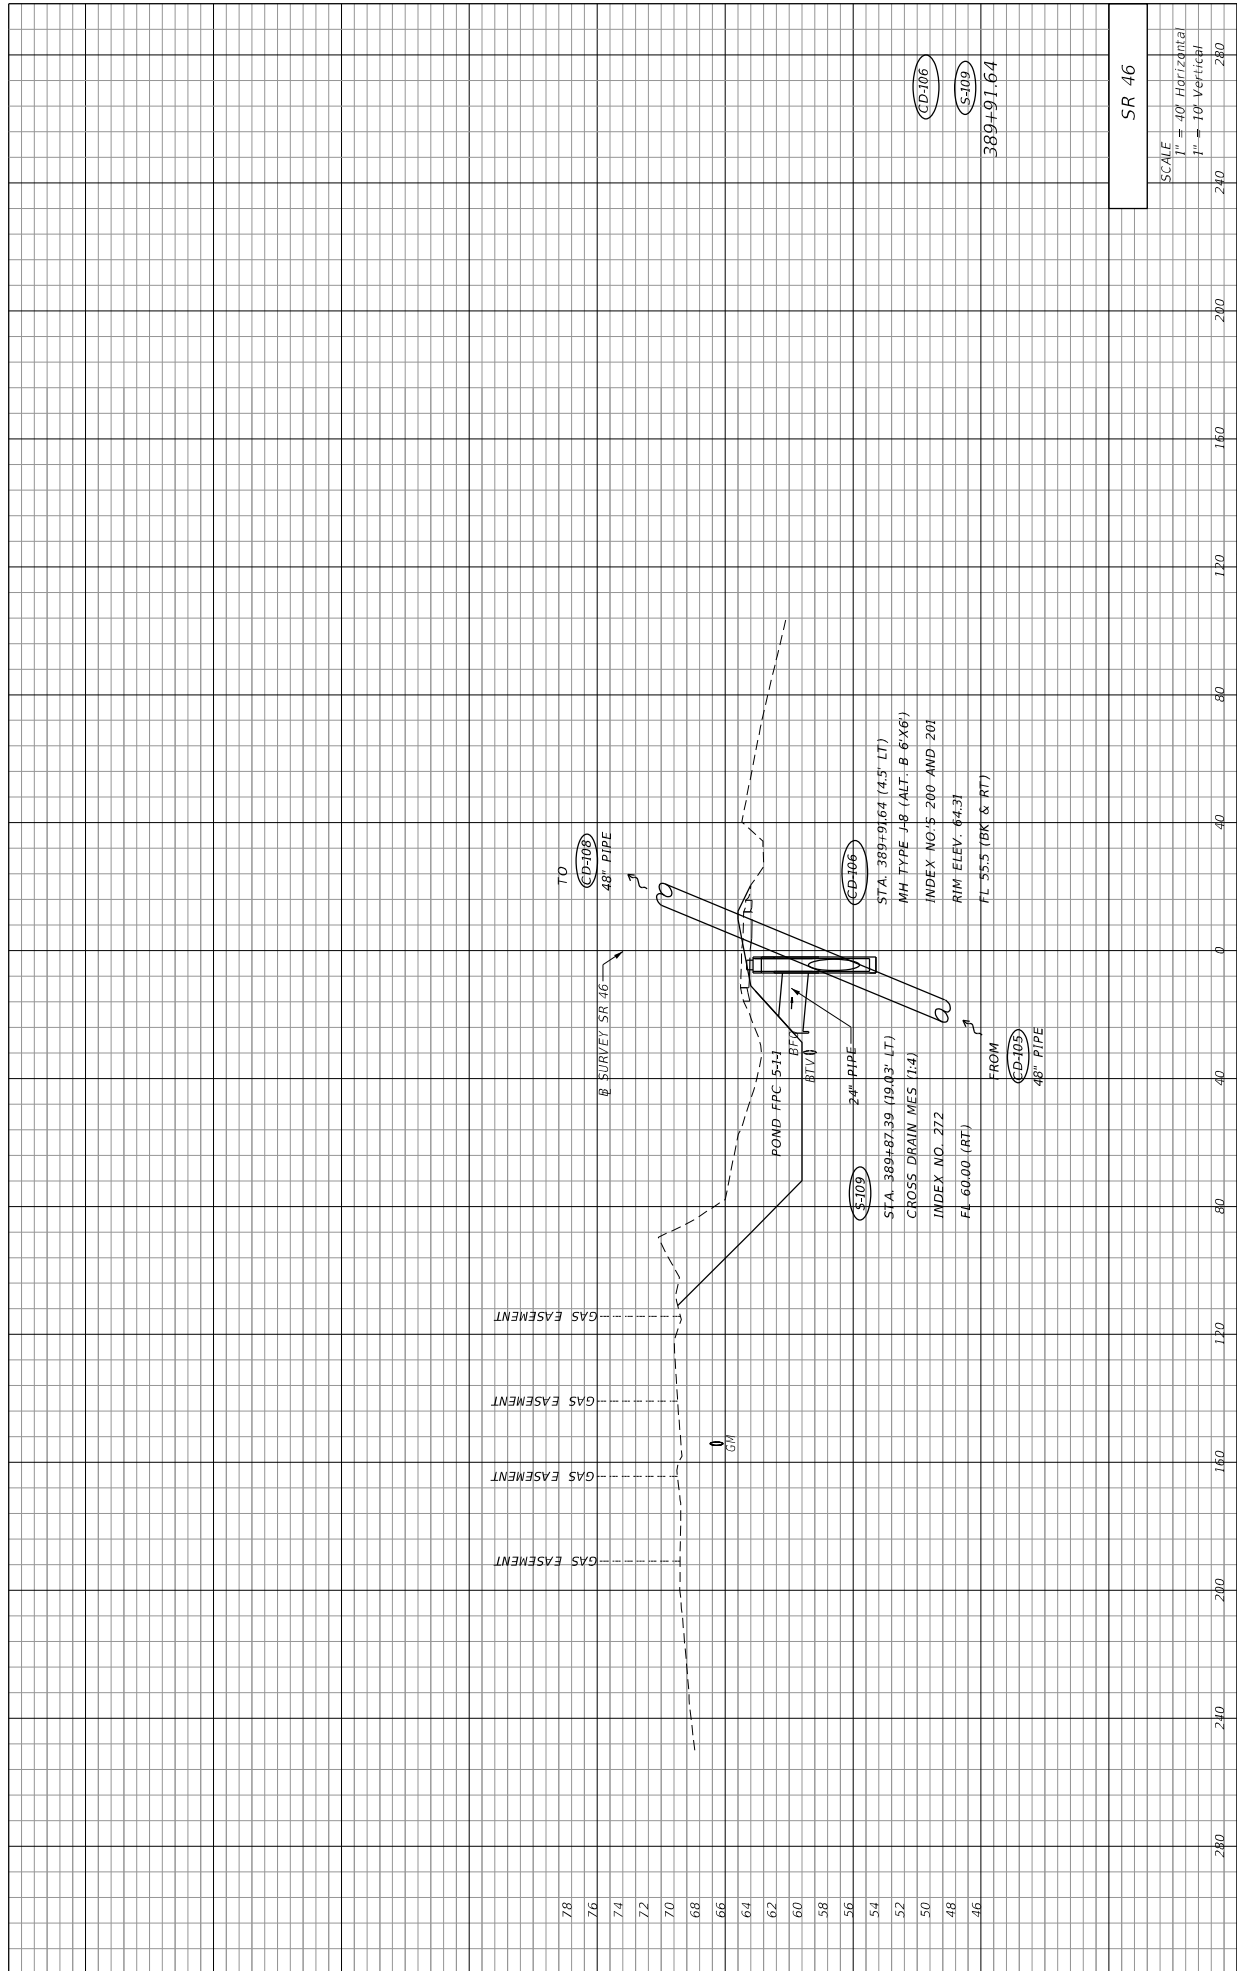 TO
CD-108
48" PIPE
B SURVEY SR 46
GAS EASEMENT
GAS EASEMENT
GAS EASEMENT
GAS EASEMENT
GM
POND FPC 5-1-1
BTV
24" PIPE
S-109
STA. 389+87.39 (19.03' LT)
CROSS DRAIN MES (1:4)
INDEX NO. 272
FL 60.00 (RT)
CD-106
STA. 389+91.64 (4.5' LT)
MH TYPE J-8 (ALT. B 6'X6')
INDEX NO.'S 200 AND 201
RIM ELEV. 64.31
FL 55.5 (BK & RT)
FROM
CD-105
48" PIPE
CD-106
S-109
389+91.64
78
76
74
72
70
68
66
64
62
60
58
56
54
52
50
48
46
280
240
200
160
120
80
40
0
40
80
120
160
200
240
280
SR 46
SCALE
1" = 40' Horizontal
1" = 10' Vertical